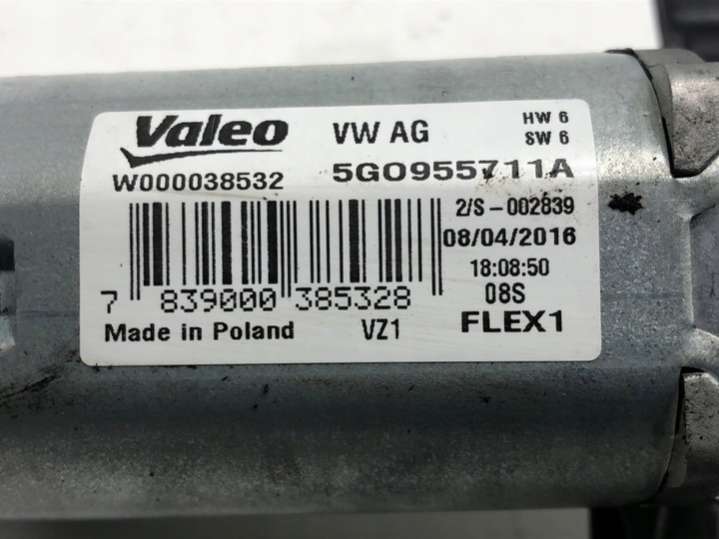 Valeo VW AG HW 6
SW 6
W000038532 5G0955711A
2/S-002839
08/04/2016
18:08:50
7 839000 385328 08S
Made in Poland VZ1 FLEX1